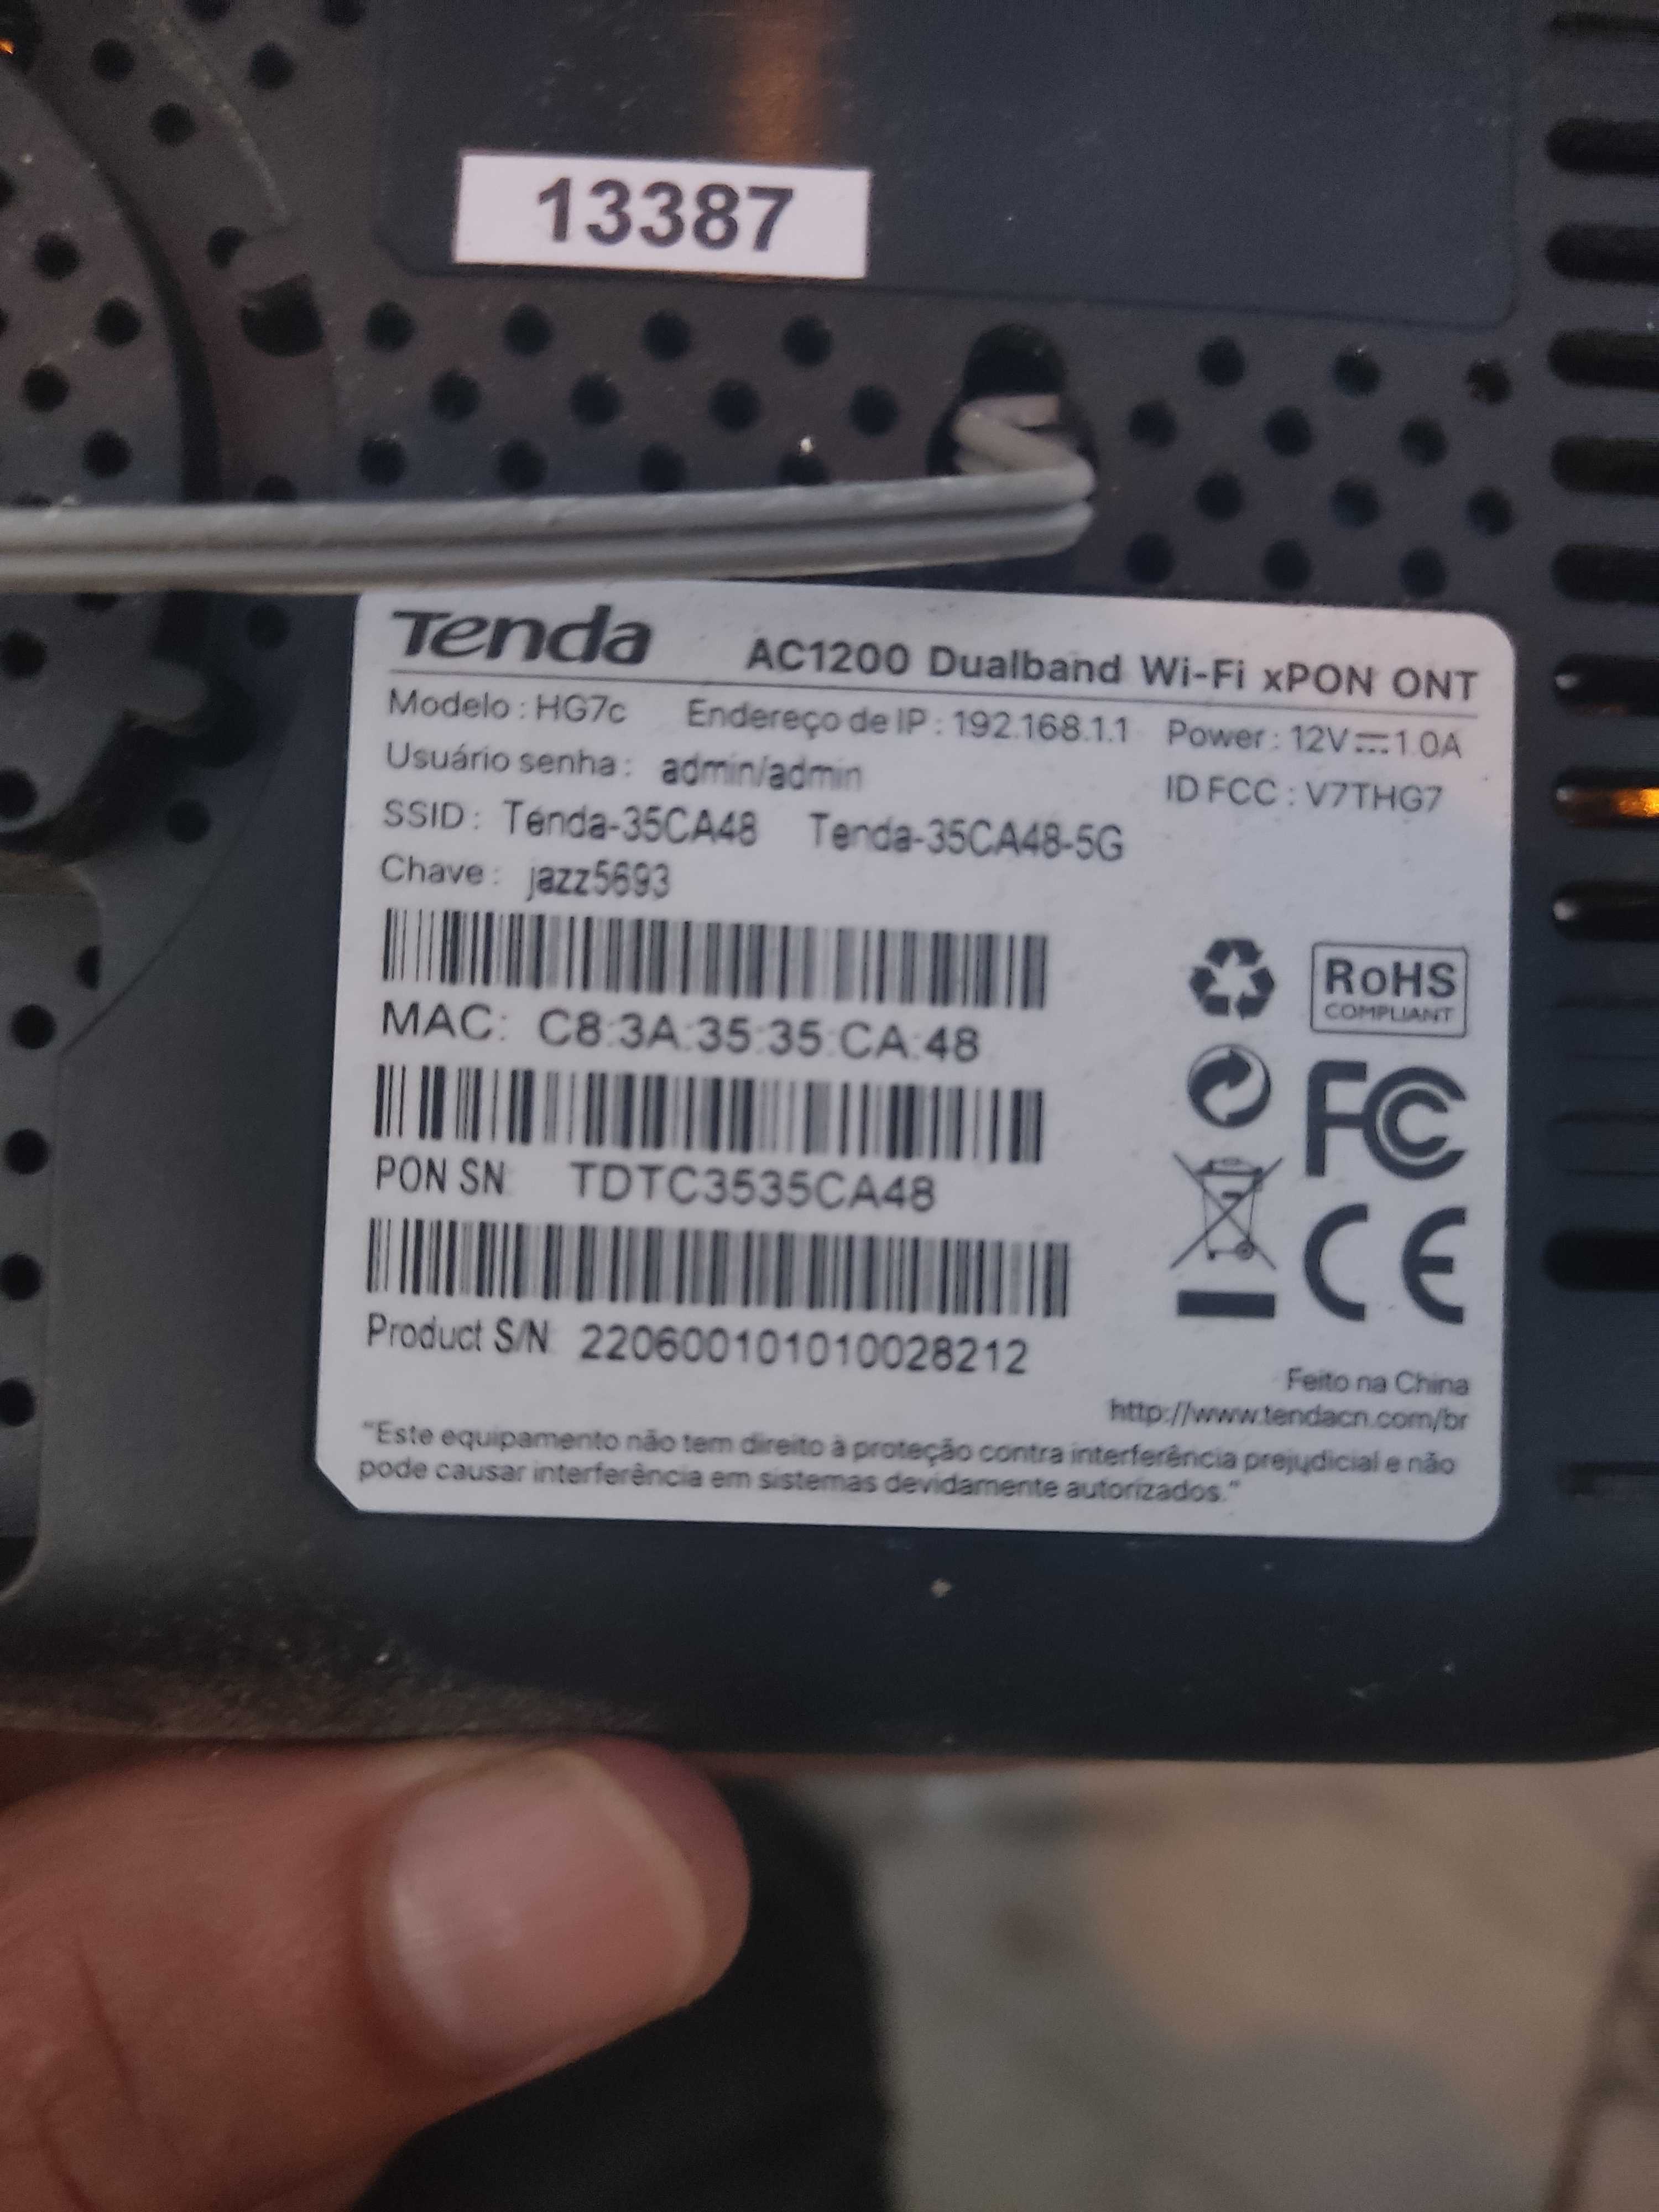 13387
Tenda AC1200 Dualband Wi-Fi xPON ONT
Modelo : HG7c Endereço de IP : 192.168.1.1 Power : 12V⎓1.0A
Usuário senha : admin/admin ID FCC : V7THG7
SSID : Tenda-35CA48 Tenda-35CA48-5G
Chave : jazz5693
MAC: C8:3A:35:35:CA:48
RoHS
COMPLIANT
FC
PON SN TDTC3535CA48
CE
Product S/N 220600101010028212
Feito na China
http://www.tendacn.com/br
"Este equipamento não tem direito à proteção contra interferência prejudicial e não
pode causar interferência em sistemas devidamente autorizados."